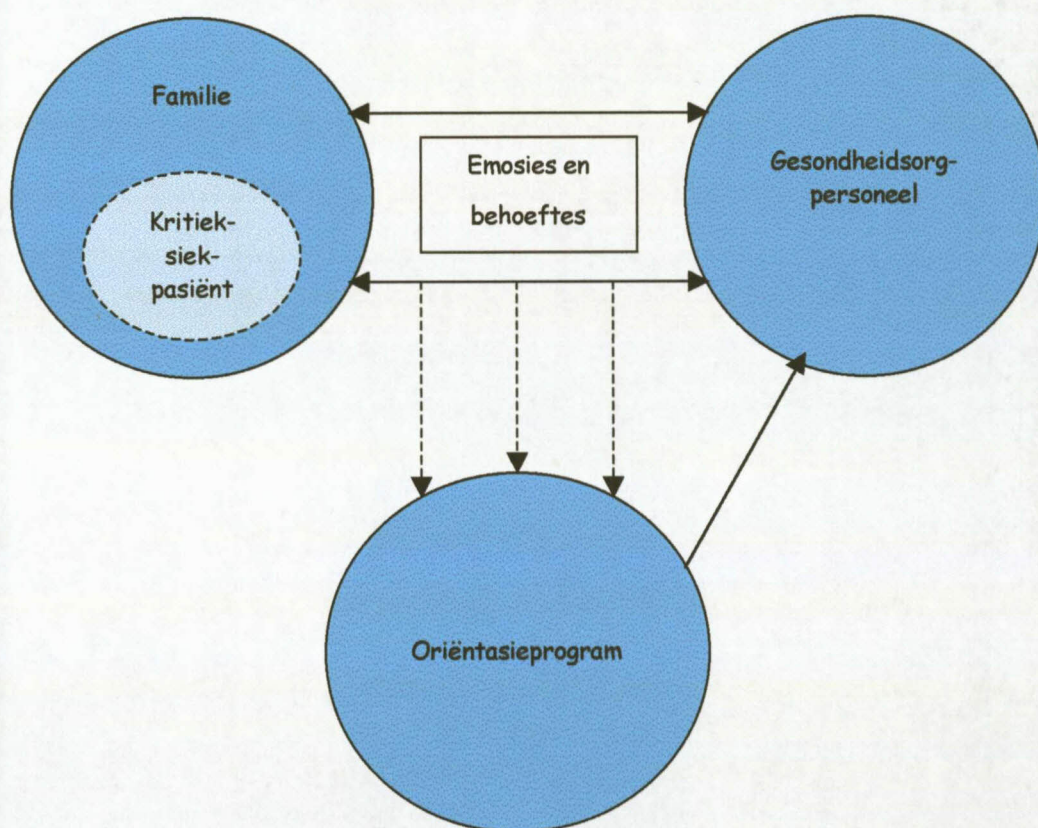 Familie
Kritiek-
siek-
pasiënt
Emosies en
behoeftes
Gesondheidsorg-
personeel
Oriëntasieprogram